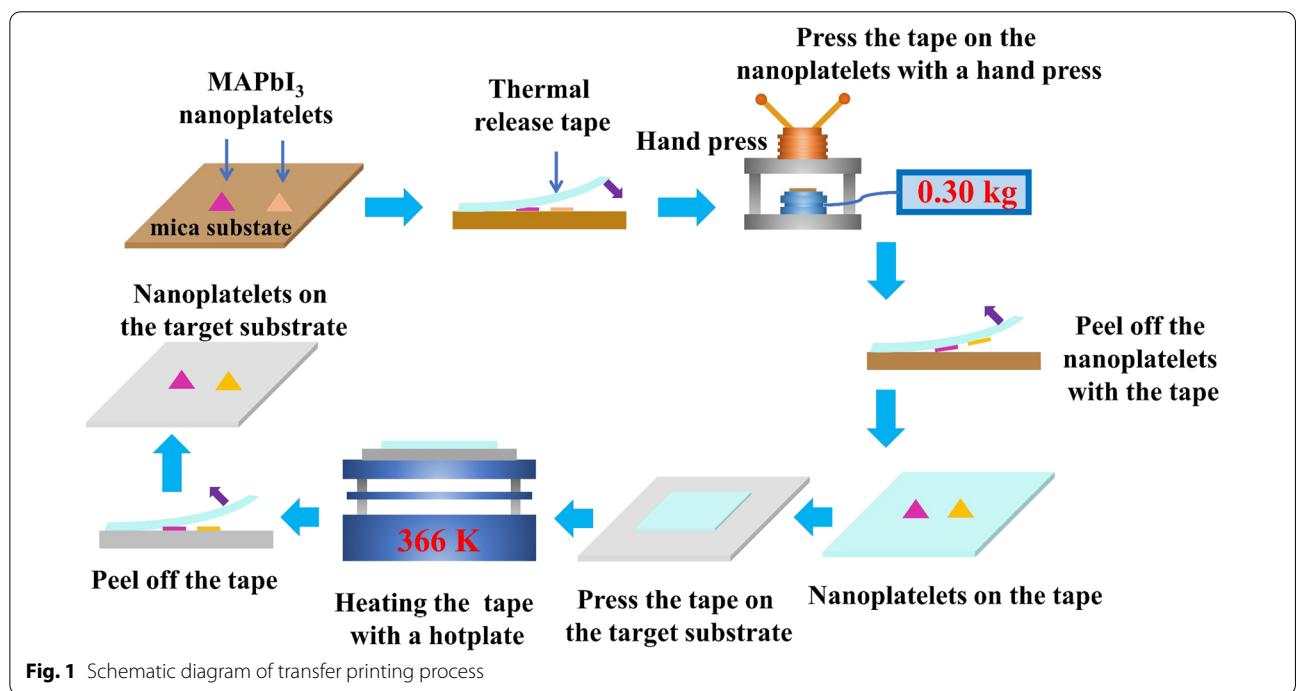 MAPbI₃
nanoplatelets
mica substate
Thermal
release tape
Press the tape on the
nanoplatelets with a hand press
Hand press
0.30 kg
Peel off the
nanoplatelets
with the tape
Nanoplatelets on the tape
Press the tape on
the target substrate
366 K
Heating the tape
with a hotplate
Peel off the tape
Nanoplatelets on
the target substrate
Fig. 1 Schematic diagram of transfer printing process